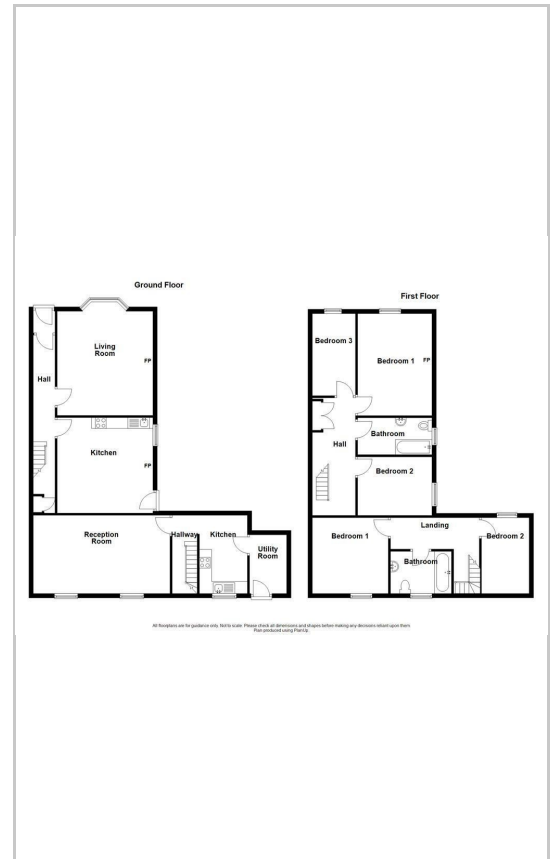 Ground Floor
Living
Room
FP
Hall
Kitchen
FP
Reception
Room
Hallway
Kitchen
Utility
Room
First Floor
Bedroom 3
Bedroom 1
FP
Bathroom
Hall
Bedroom 2
Landing
Bedroom 1
Bedroom 2
Bathroom
All floorplans are for guidance only. Not to scale. Please check all dimensions and shapes before making any decisions reliant upon them
Plan produced using PlanUp.